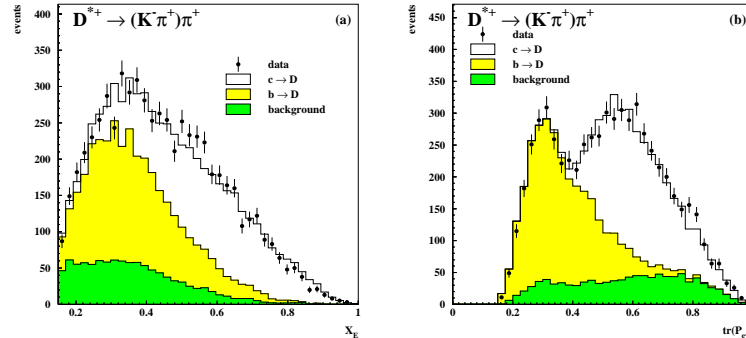 D*+ → (K-π+)π+ (a)
events
400
350
300
250
200
150
100
50
0
data
c → D
b → D
background
0.2 0.4 0.6 0.8 1
X_E
D*+ → (K-π+)π+ (b)
events
450
400
350
300
250
200
150
100
50
0
data
c → D
b → D
background
0 0.2 0.4 0.6 0.8
tr(P_e